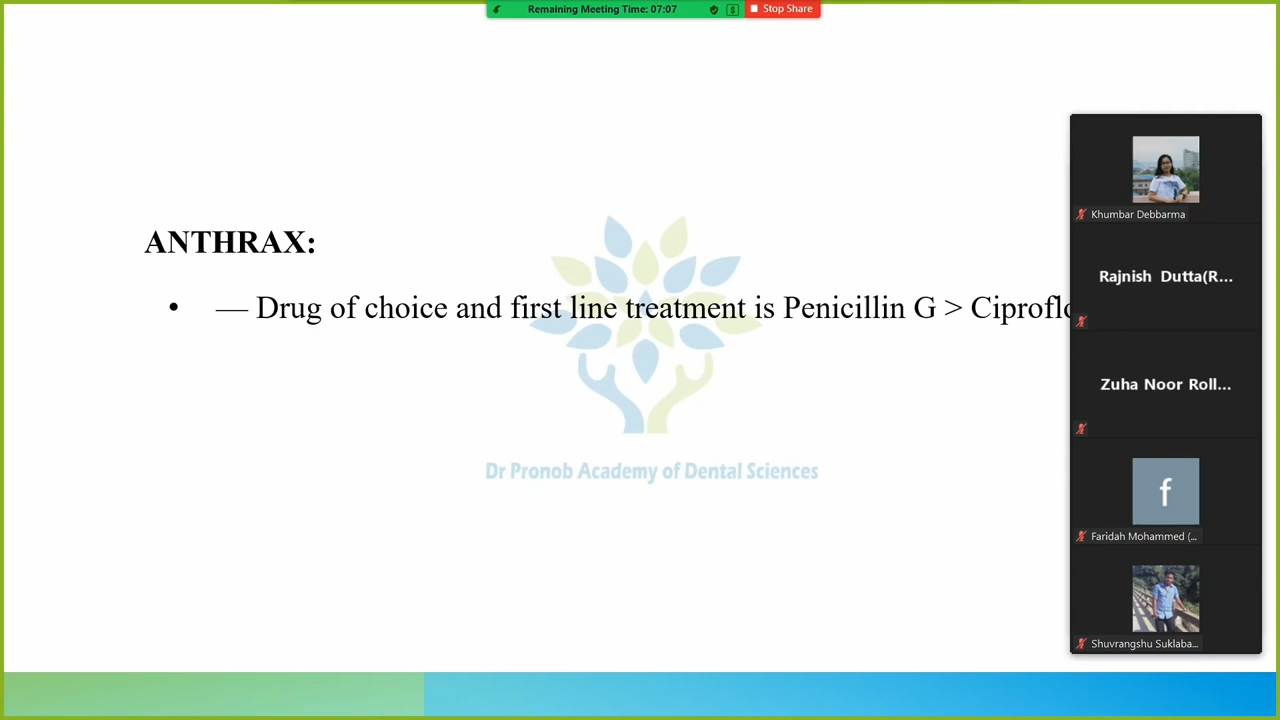 Remaining Meeting Time: 07:07
Stop Share
ANTHRAX:
• — Drug of choice and first line treatment is Penicillin G > Ciproflo
Dr Pronob Academy of Dental Sciences
Khumbar Debbarma
Rajnish Dutta(R...
Zuha Noor Roll...
f
Faridah Mohammed (...
Shuvrangshu Suklaba...